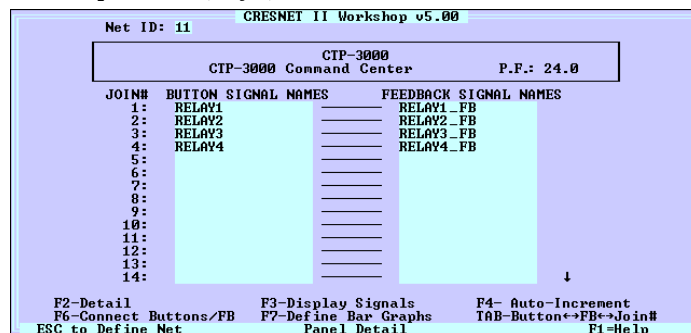 CRESNET II Workshop v5.00
Net ID: 11
CTP-3000
CTP-3000 Command Center P.F.: 24.0
JOIN# BUTTON SIGNAL NAMES FEEDBACK SIGNAL NAMES
1: RELAY1 RELAY1_FB
2: RELAY2 RELAY2_FB
3: RELAY3 RELAY3_FB
4: RELAY4 RELAY4_FB
5:
6:
7:
8:
9:
10:
11:
12:
13:
14: ↓
F2-Detail F3-Display Signals F4- Auto-Increment
F6-Connect Buttons/FB F7-Define Bar Graphs TAB-Button↔FB↔Join#
ESC to Define Net Panel Detail F1=Help